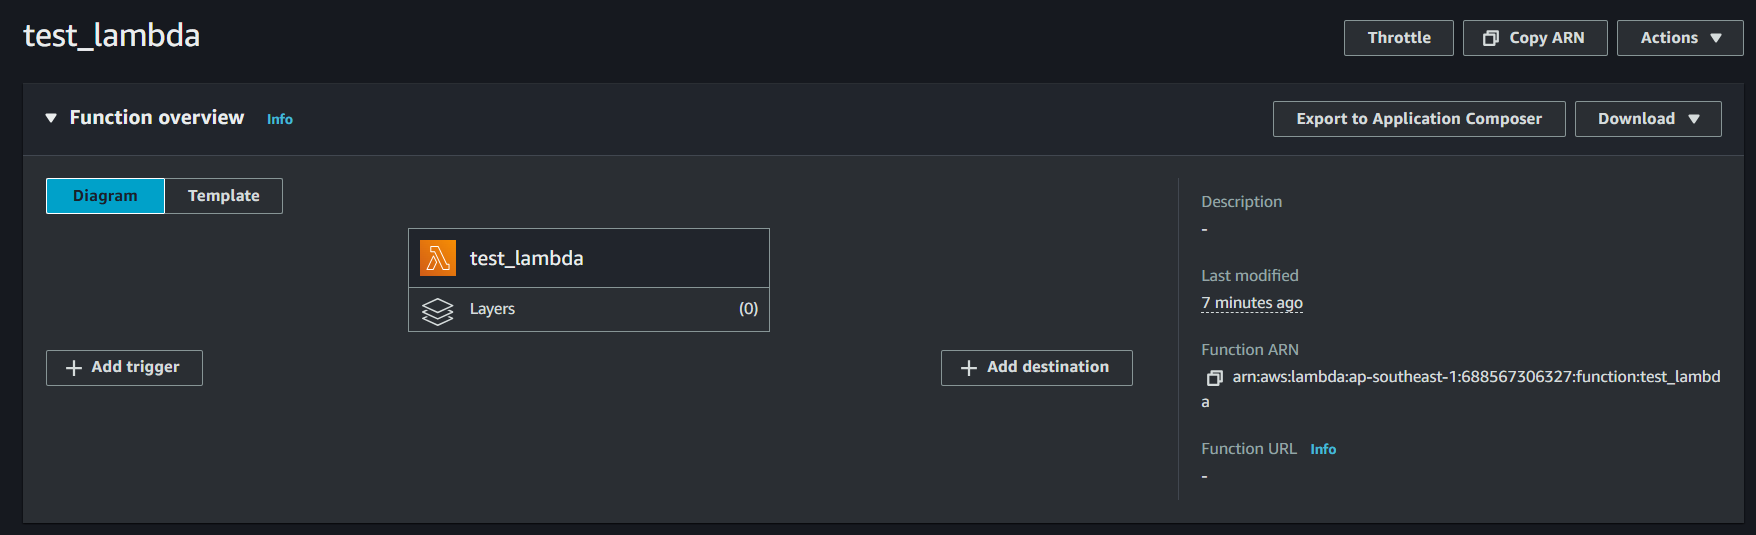 test_lambda
Throttle
Copy ARN
Actions
Function overview
Info
Export to Application Composer
Download
Diagram
Template
test_lambda
Layers
(0)
+ Add trigger
+ Add destination
Description
-
Last modified
7 minutes ago
Function ARN
arn:aws:lambda:ap-southeast-1:688567306327:function:test_lambd
a
Function URL
Info
-